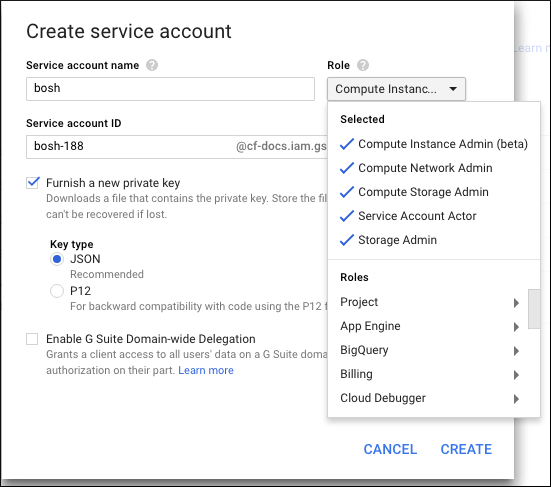 Create service account
Service account name
Role
bosh
Compute Instanc...
Service account ID
bosh-188
@cf-docs.iam.gs
Furnish a new private key
Downloads a file that contains the private key. Store the fil
can't be recovered if lost.
Key type
JSON
Recommended
P12
For backward compatibility with code using the P12 f
Enable G Suite Domain-wide Delegation
Grants a client access to all users' data on a G Suite doma
authorization on their part. Learn more
Selected
Compute Instance Admin (beta)
Compute Network Admin
Compute Storage Admin
Service Account Actor
Storage Admin
Roles
Project
App Engine
BigQuery
Billing
Cloud Debugger
CANCEL
CREATE
Learn m